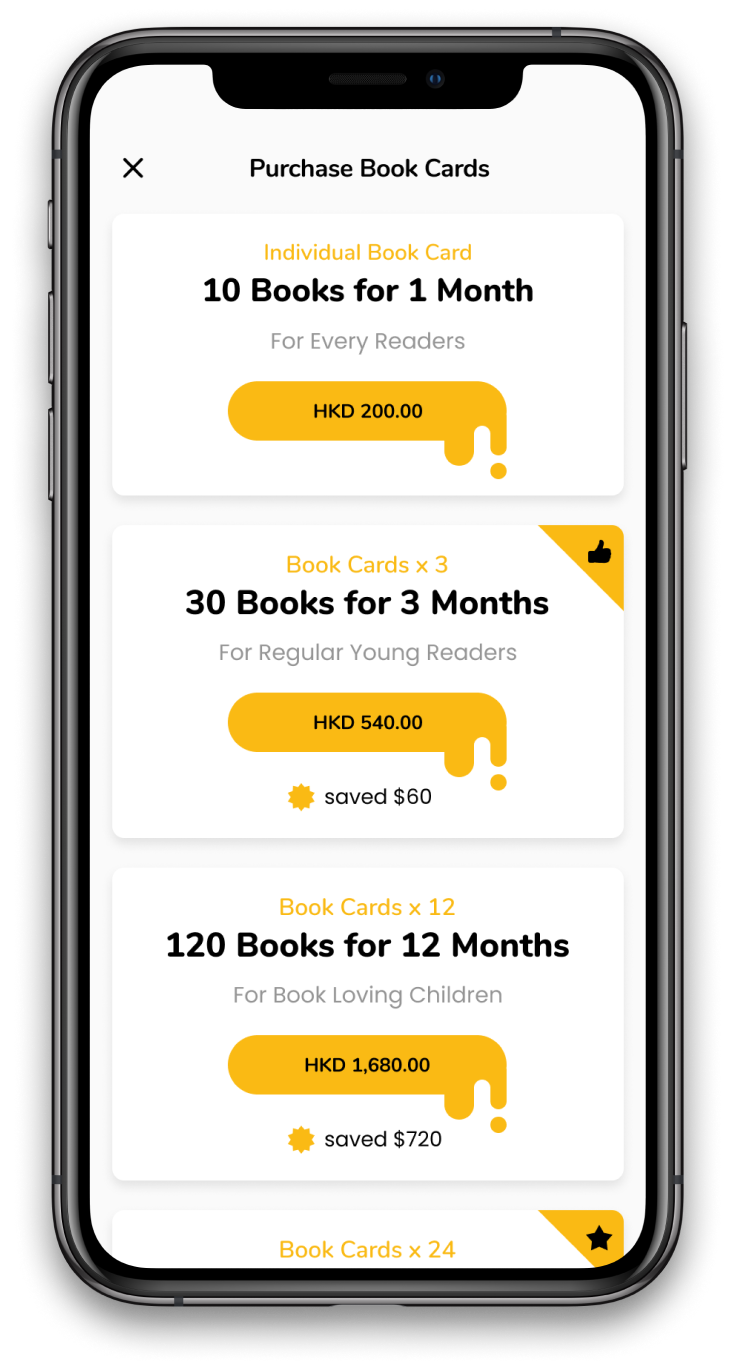 Purchase Book Cards
Individual Book Card
10 Books for 1 Month
For Every Readers
HKD 200.00
Book Cards x 3
30 Books for 3 Months
For Regular Young Readers
HKD 540.00
saved $60
Book Cards x 12
120 Books for 12 Months
For Book Loving Children
HKD 1,680.00
saved $720
Book Cards x 24